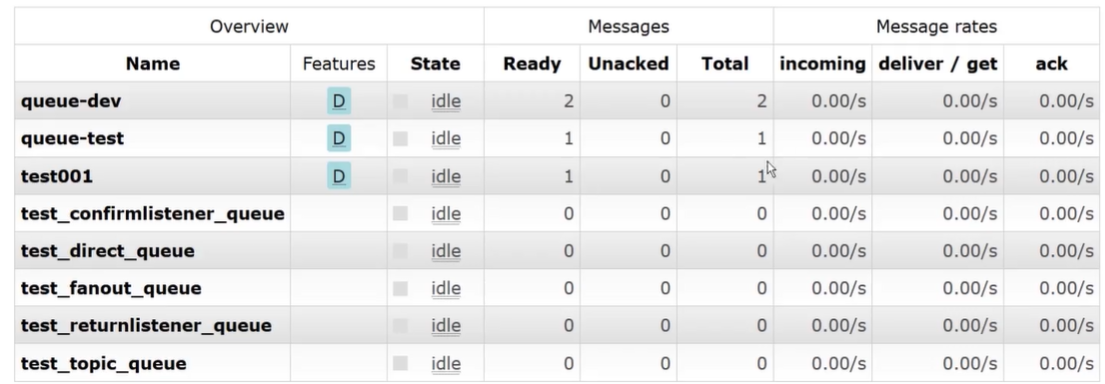 Overview Messages Message rates
Name Features State Ready Unacked Total incoming deliver / get ack
queue-dev D idle 2 0 2 0.00/s 0.00/s 0.00/s
queue-test D idle 1 0 1 0.00/s 0.00/s 0.00/s
test001 D idle 1 0 1 0.00/s 0.00/s 0.00/s
test_confirmlistener_queue idle 0 0 0 0.00/s 0.00/s 0.00/s
test_direct_queue idle 0 0 0 0.00/s 0.00/s 0.00/s
test_fanout_queue idle 0 0 0 0.00/s 0.00/s 0.00/s
test_returnlistener_queue idle 0 0 0 0.00/s 0.00/s 0.00/s
test_topic_queue idle 0 0 0 0.00/s 0.00/s 0.00/s